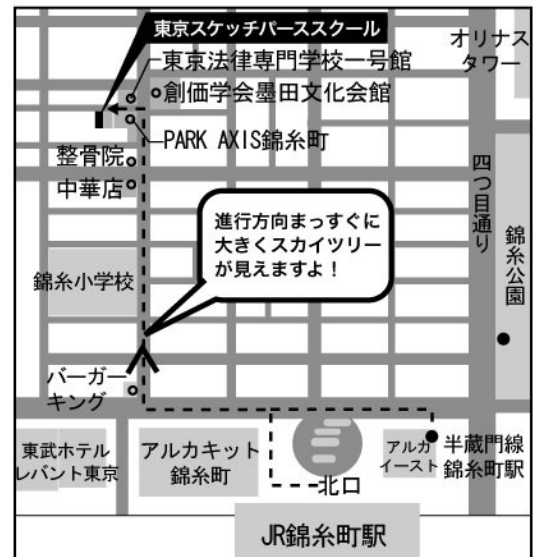 東京スケッチパーススクール
東京法律専門学校一号館
創価学会墨田文化会館
PARK AXIS錦糸町
オリナス
タワー
整骨院
中華店
四つ目通り
錦糸公園
進行方向まっすぐに
大きくスカイツリー
が見えますよ！
錦糸小学校
バーガー
キング
東武ホテル
レバント東京
アルカキット
錦糸町
北口
アルカ
イースト
半蔵門線
錦糸町駅
JR錦糸町駅